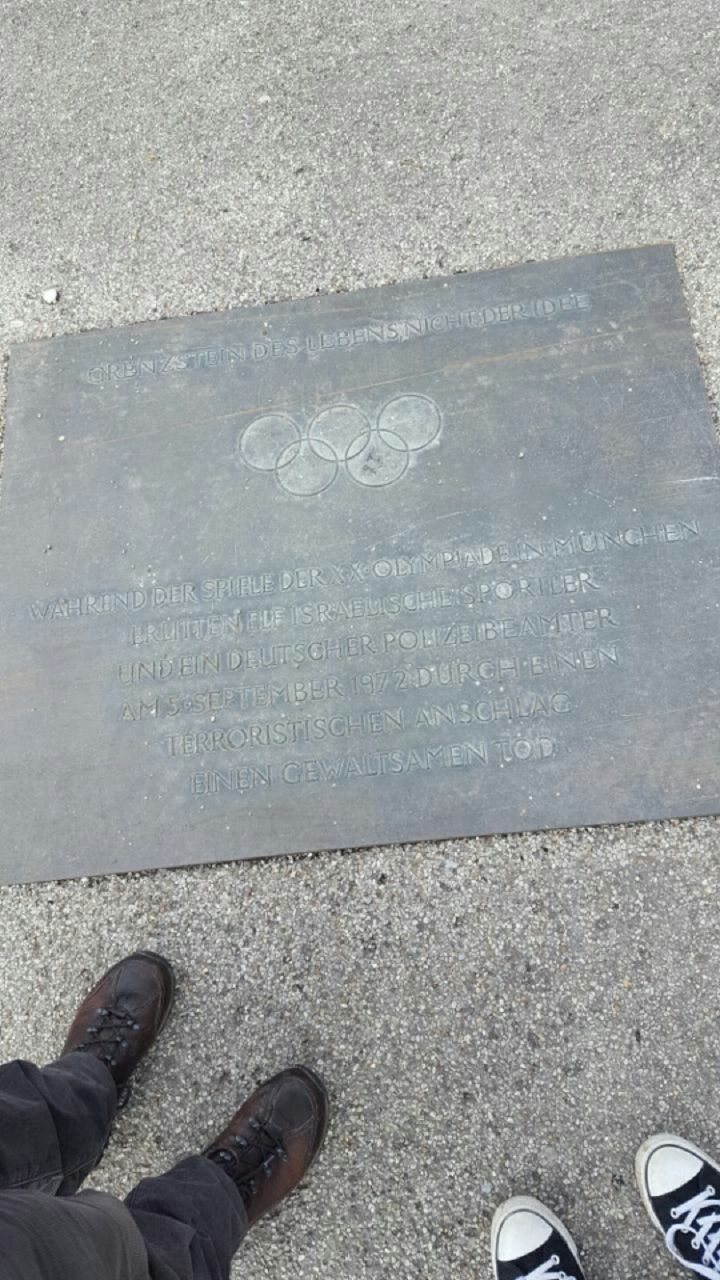 GRENZSTEIN DES LEBENS NICHT DER IDEE
WÄHREND DER SPIELE DER XX·OLYMPIADE IN MÜNCHEN
ERLITTEN ELF ISRAELISCHE SPORTLER
UND EIN DEUTSCHER POLIZEIBEAMTER
AM 5·SEPTEMBER 1972 DURCH EINEN
TERRORISTISCHEN ANSCHLAG
EINEN GEWALTSAMEN TOD